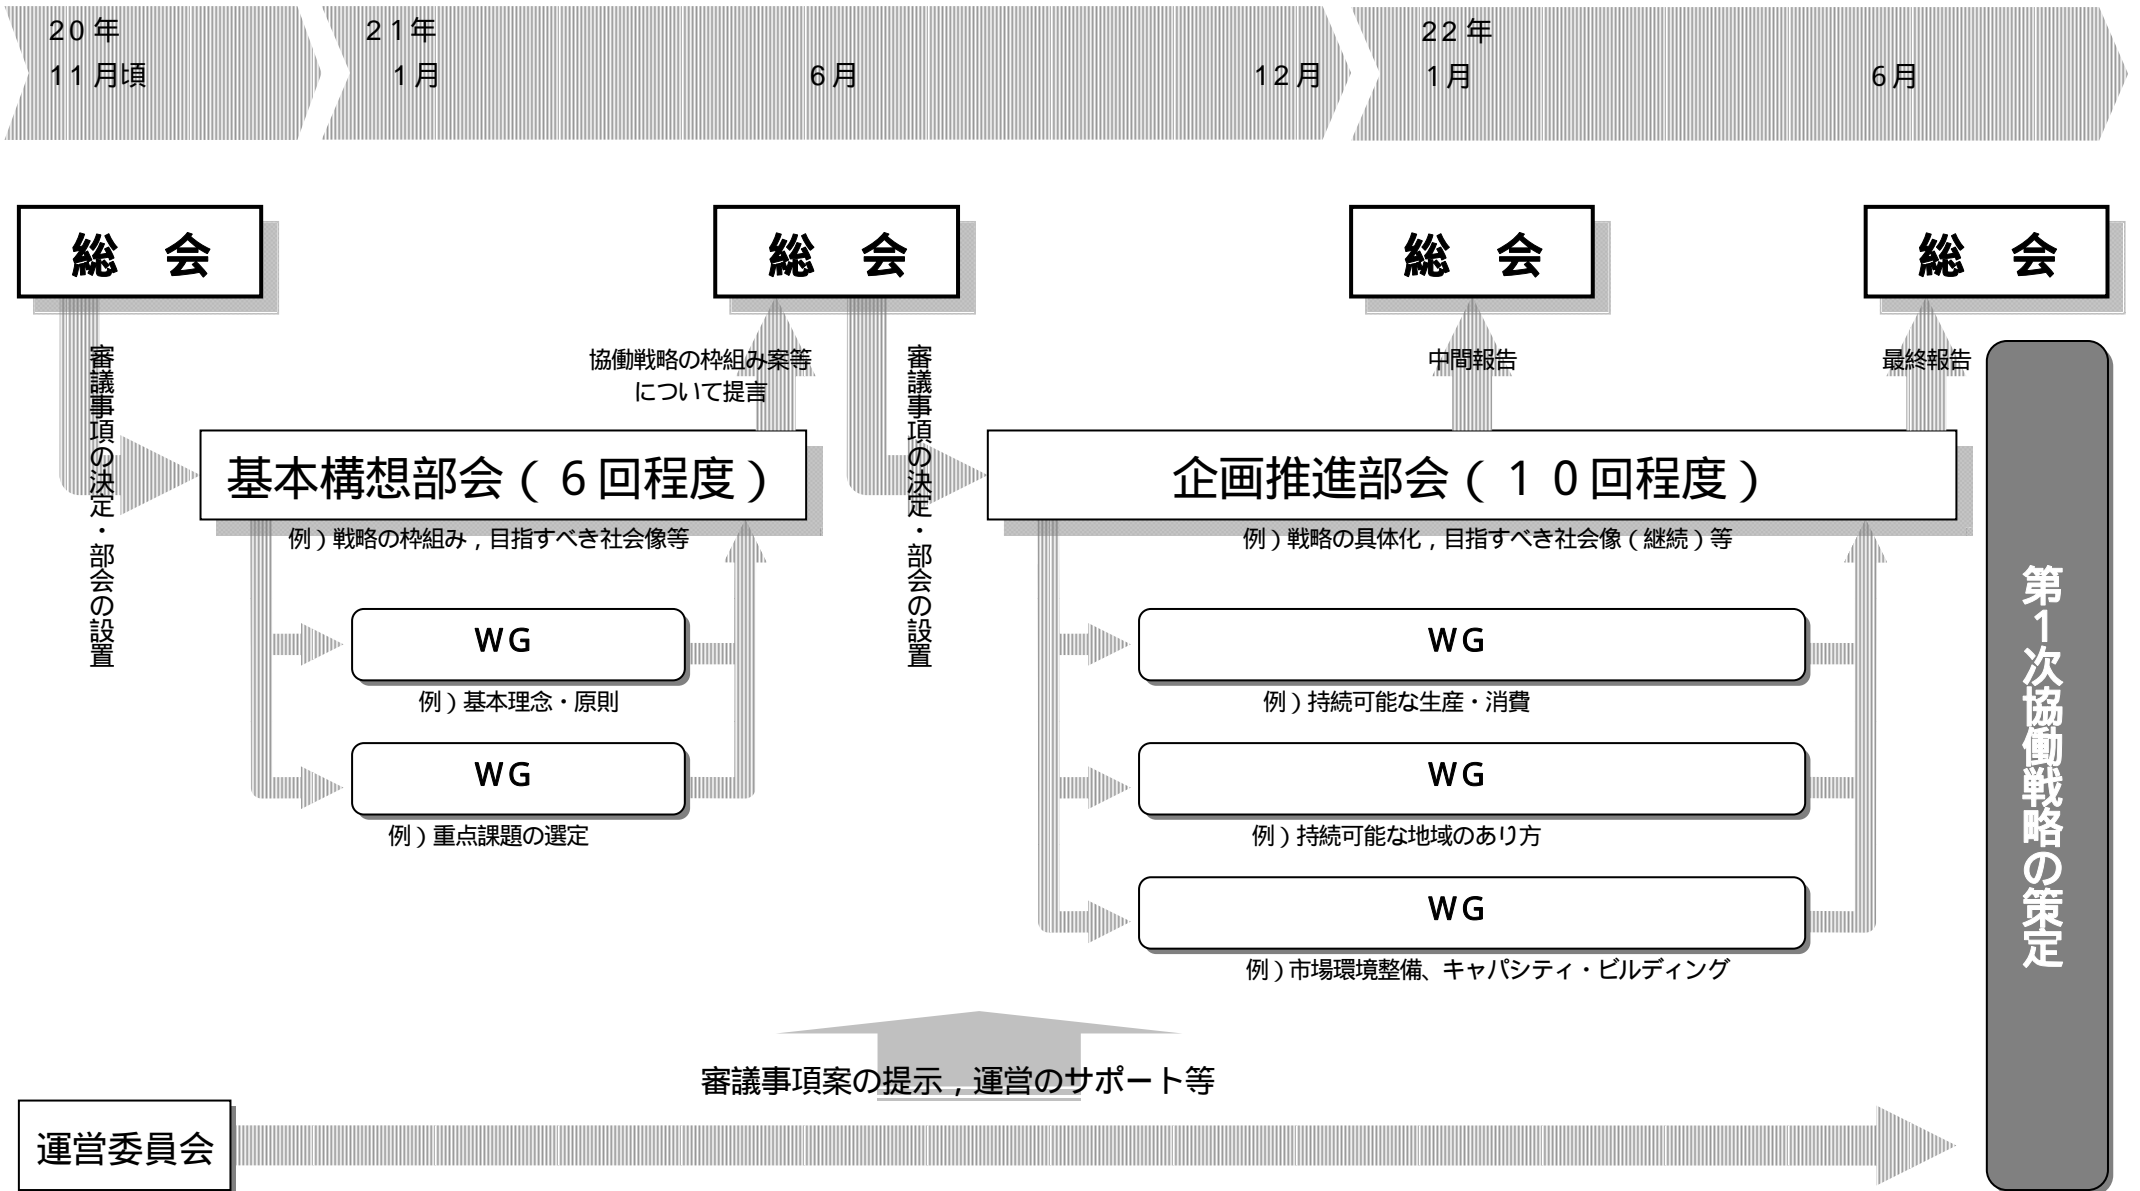 20年
11月頃
21年
1月
6月
12月
22年
1月
6月
総　会
総　会
総　会
総　会
審議事項の決定・部会の設置
協働戦略の枠組み案等
について提言
審議事項の決定・部会の設置
中間報告
最終報告
基本構想部会（６回程度）
例）戦略の枠組み，目指すべき社会像等
企画推進部会（１０回程度）
例）戦略の具体化，目指すべき社会像（継続）等
ＷＧ
例）基本理念・原則
ＷＧ
例）重点課題の選定
ＷＧ
例）持続可能な生産・消費
ＷＧ
例）持続可能な地域のあり方
ＷＧ
例）市場環境整備、キャパシティ・ビルディング
第１次協働戦略の策定
審議事項案の提示，運営のサポート等
運営委員会